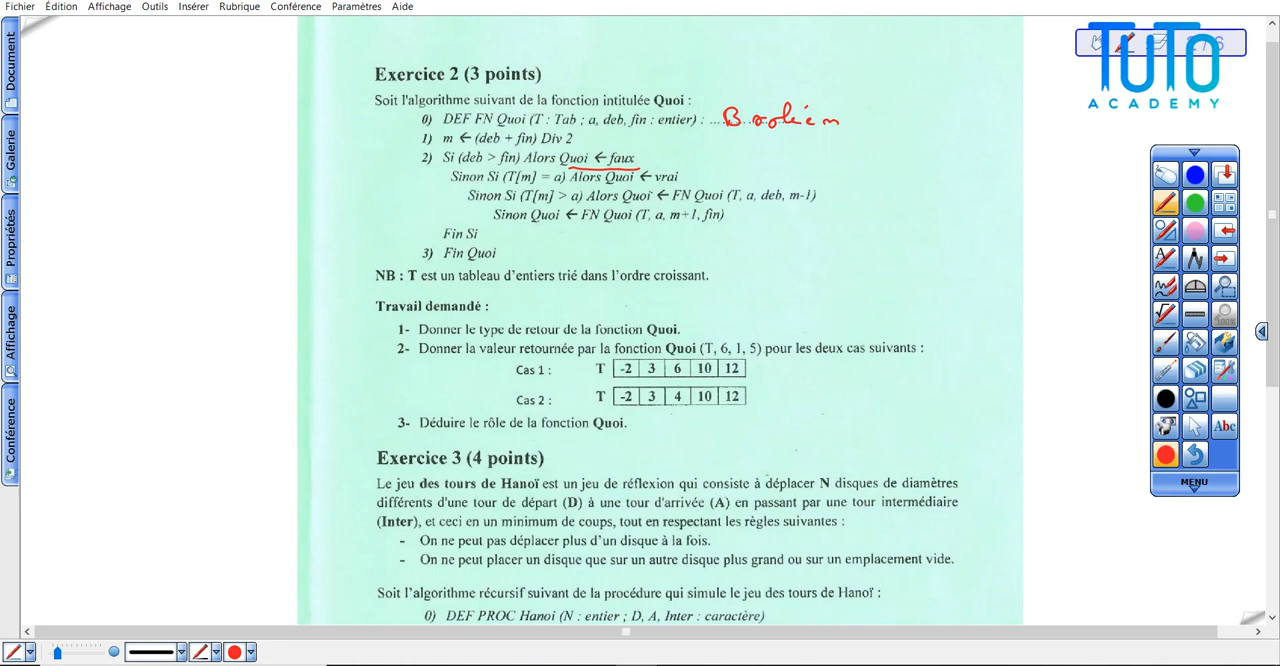 Fichier Édition Affichage Outils Insérer Rubrique Conférence Paramètres Aide
Document
Galerie
Propriétés
Affichage
Conférence
TUTO
ACADEMY
Exercice 2 (3 points)
Soit l'algorithme suivant de la fonction intitulée Quoi :
0) DEF FN Quoi (T : Tab ; a, deb, fin : entier) : .... Booléen
1) m ← (deb + fin) Div 2
2) Si (deb > fin) Alors Quoi ← faux
Sinon Si (T[m] = a) Alors Quoi ← vrai
Sinon Si (T[m] > a) Alors Quoi ← FN Quoi (T, a, deb, m-1)
Sinon Quoi ← FN Quoi (T, a, m+1, fin)
Fin Si
3) Fin Quoi
NB : T est un tableau d'entiers trié dans l'ordre croissant.
Travail demandé :
1- Donner le type de retour de la fonction Quoi.
2- Donner la valeur retournée par la fonction Quoi (T, 6, 1, 5) pour les deux cas suivants :
Cas 1 : T -2 3 6 10 12
Cas 2 : T -2 3 4 10 12
3- Déduire le rôle de la fonction Quoi.
Exercice 3 (4 points)
Le jeu des tours de Hanoï est un jeu de réflexion qui consiste à déplacer N disques de diamètres
différents d'une tour de départ (D) à une tour d'arrivée (A) en passant par une tour intermédiaire
(Inter), et ceci en un minimum de coups, tout en respectant les règles suivantes :
- On ne peut pas déplacer plus d'un disque à la fois.
- On ne peut placer un disque que sur un autre disque plus grand ou sur un emplacement vide.
Soit l'algorithme récursif suivant de la procédure qui simule le jeu des tours de Hanoï :
0) DEF PROC Hanoi (N : entier ; D, A, Inter : caractère)
Abc
MENU